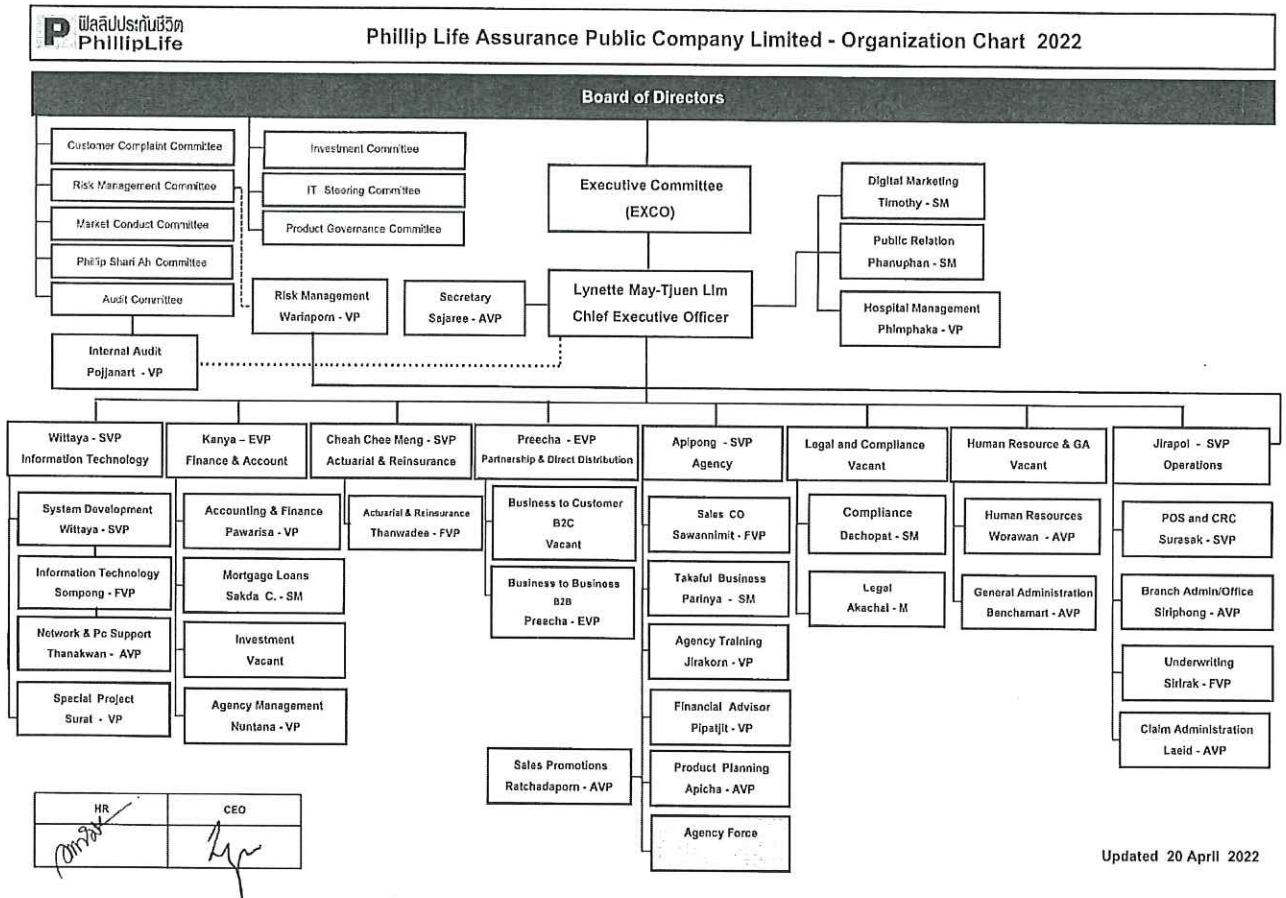 ฟิลลิปประกันชีวิต
PhillipLife
Phillip Life Assurance Public Company Limited - Organization Chart 2022
Board of Directors
Customer Complaint Committee
Risk Management Committee
Market Conduct Committee
Phillip Shari Ah Committee
Audit Committee
Investment Committee
IT Steering Committee
Product Governance Committee
Executive Committee
(EXCO)
Digital Marketing
Timothy - SM
Public Relation
Phanuphan - SM
Hospital Management
Phimphaka - VP
Risk Management
Warinporn - VP
Secretary
Sajaree - AVP
Lynette May-Tjuen Lim
Chief Executive Officer
Internal Audit
Pojjanart - VP
Wittaya - SVP
Information Technology
System Development
Wittaya - SVP
Information Technology
Sompong - FVP
Network & Pc Support
Thanakwan - AVP
Special Project
Surat - VP
Kanya – EVP
Finance & Account
Accounting & Finance
Pawarisa - VP
Mortgage Loans
Sakda C. - SM
Investment
Vacant
Agency Management
Nuntana - VP
Cheah Chee Meng - SVP
Actuarial & Reinsurance
Actuarial & Reinsurance
Thanwadee - FVP
Preecha - EVP
Partnership & Direct Distribution
Business to Customer
B2C
Vacant
Business to Business
B2B
Preecha - EVP
Apipong - SVP
Agency
Sales CO
Sawannimit - FVP
Takaful Business
Parinya - SM
Agency Training
Jirakorn - VP
Financial Advisor
Pipatjit - VP
Sales Promotions
Ratchadaporn - AVP
Product Planning
Apicha - AVP
Agency Force
Legal and Compliance
Vacant
Compliance
Dechopat - SM
Legal
Akachai - M
Human Resource & GA
Vacant
Human Resources
Worawan - AVP
General Administration
Benchamart - AVP
Jirapol - SVP
Operations
POS and CRC
Surasak - SVP
Branch Admin/Office
Siriphong - AVP
Underwriting
Sirirak - FVP
Claim Administration
Laeid - AVP
HR
CEO
Updated 20 April 2022